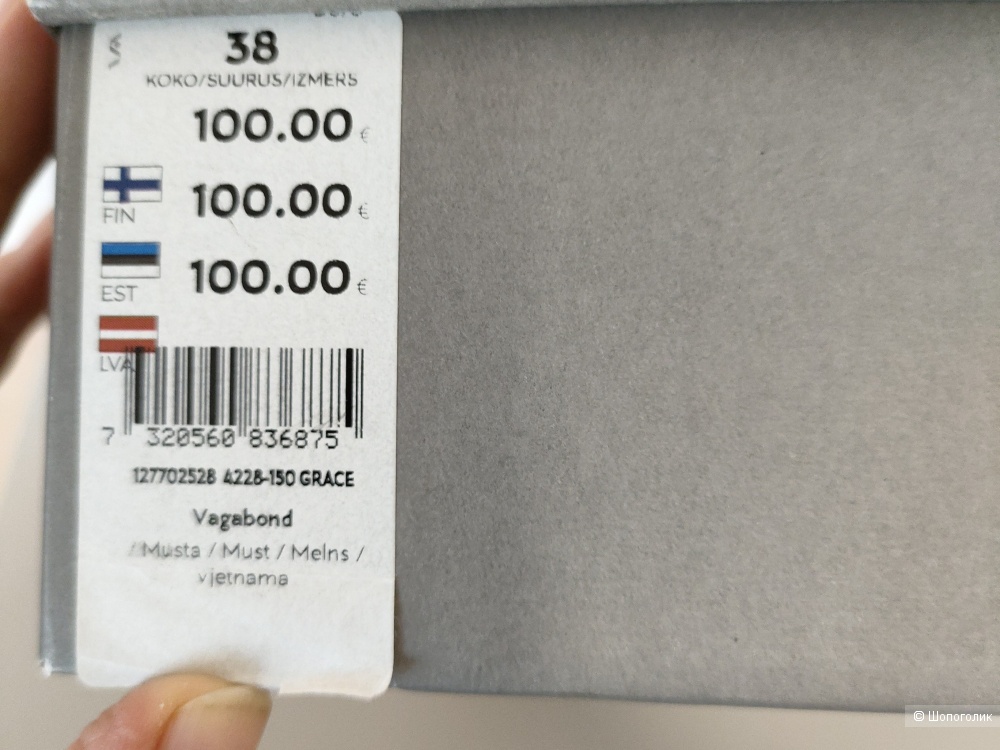 38
KOKO/SUURUS/IZMERS
100.00 €
FIN 100.00 €
EST 100.00 €
LVA
7 320560 836875
127702528 4228-150 GRACE
Vagabond
/ Musta / Must / Melns /
vjetnama
© Шопоголик